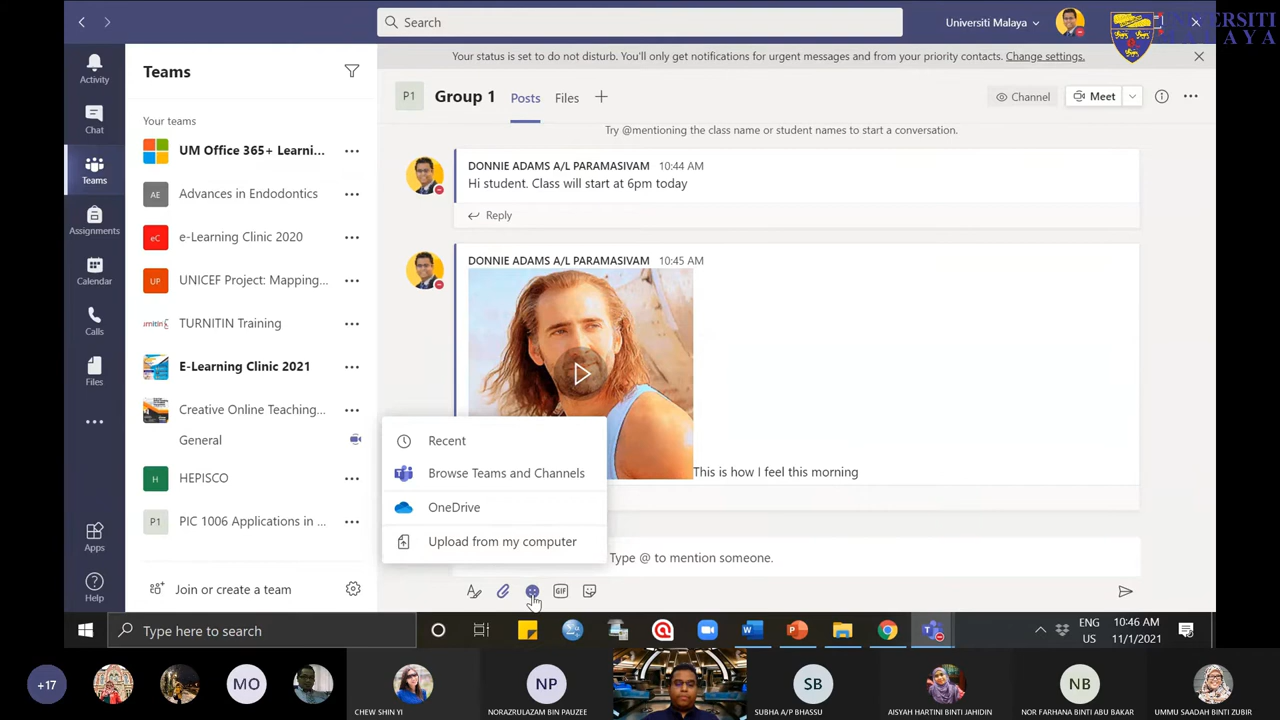 Search
Universiti Malaya
Your status is set to do not disturb. You'll only get notifications for urgent messages and from your priority contacts. Change settings.
Activity
Chat
Teams
Assignments
Calendar
Calls
Files
Apps
Help
Teams
Your teams
UM Office 365+ Learni...
AE Advances in Endodontics
eC e-Learning Clinic 2020
UP UNICEF Project: Mapping...
TURNITIN Training
E-Learning Clinic 2021
Creative Online Teaching...
General
HEPISCO
P1 PIC 1006 Applications in ...
Join or create a team
P1 Group 1 Posts Files
Channel Meet
Try @mentioning the class name or student names to start a conversation.
DONNIE ADAMS A/L PARAMASIVAM 10:44 AM
Hi student. Class will start at 6pm today
Reply
DONNIE ADAMS A/L PARAMASIVAM 10:45 AM
This is how I feel this morning
Recent
Browse Teams and Channels
OneDrive
Upload from my computer
Type @ to mention someone.
GIF
Type here to search
ENG
US
10:46 AM
11/1/2021
+17
MO
CHEW SHIN YI
NP
NORAZRULAZAM BIN PAUZEE
SB
SUBHA A/P BHASSU
AISYAH HARTINI BINTI JAHIDIN
NB
NOR FARHANA BINTI ABU BAKAR
UMMU SAADAH BINTI ZUBIR